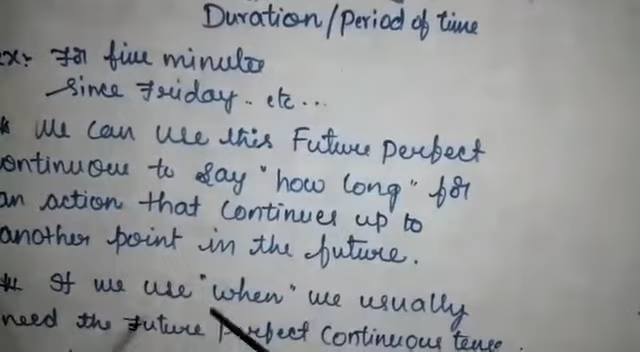 Duration/Period of time
Ex:- For five minutes
Since Friday.. etc...
* We can use this Future perfect
continuous to say "how long" for
an action that continues up to
another point in the future.
* If we use "when" we usually
need the Future perfect continuous tense.